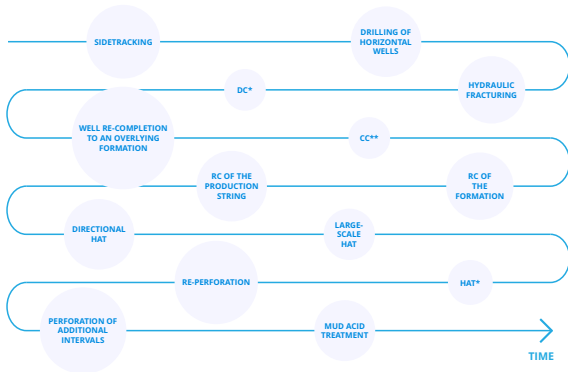 SIDETRACKING
DRILLING OF
HORIZONTAL
WELLS
HYDRAULIC
FRACTURING
DC*
WELL RE-COMPLETION
TO AN OVERLYING
FORMATION
CC**
RC OF
THE
FORMATION
RC OF THE
PRODUCTION
STRING
DIRECTIONAL
HAT
LARGE-
SCALE
HAT
HAT*
RE-PERFORATION
PERFORATION OF
ADDITIONAL
INTERVALS
MUD ACID
TREATMENT
TIME